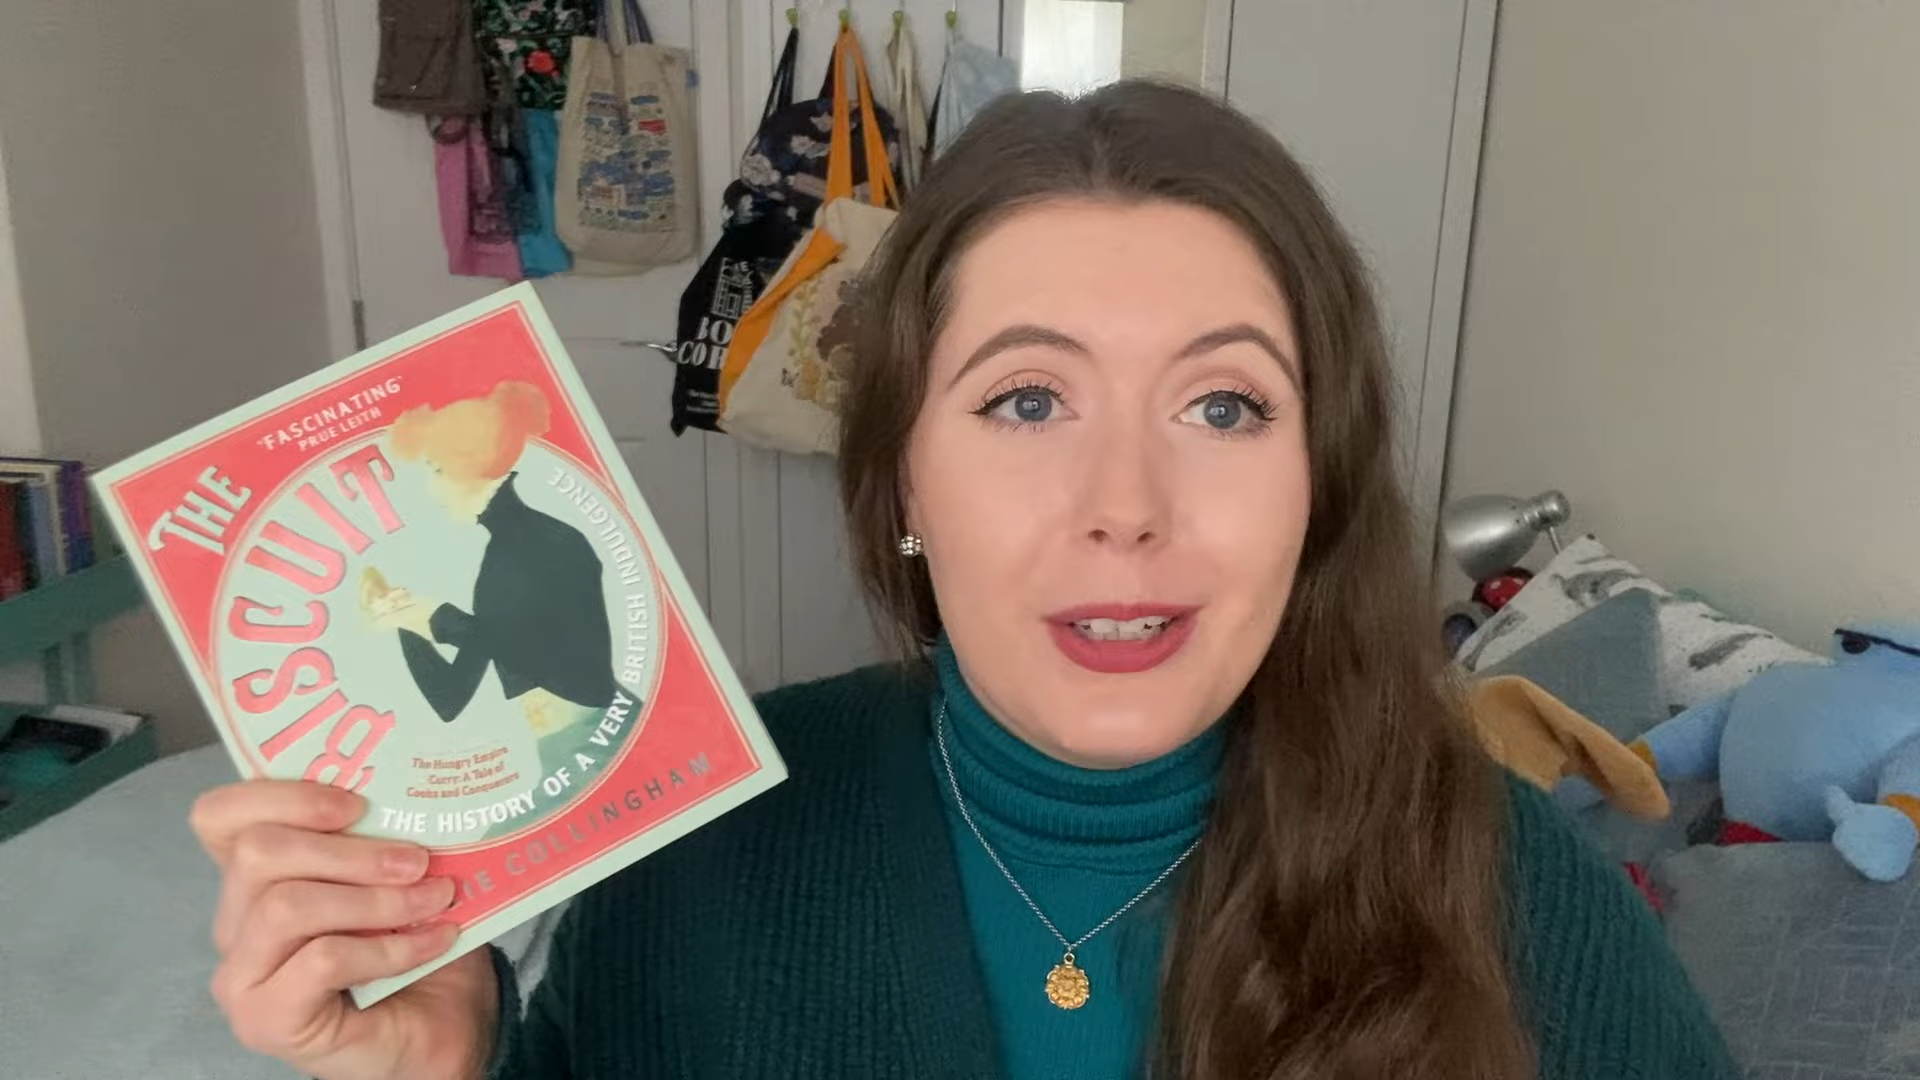 "FASCINATING"
PRUE LEITH
THE
BISCUIT
THE HISTORY OF A VERY BRITISH INDULGENCE
The Hungry Empire
Curry: A Tale of
Cooks and Conquerors
COLLINGHAM